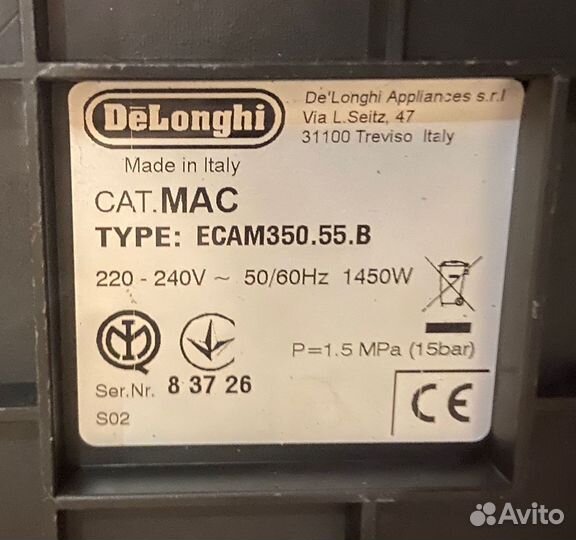 DēLonghi
De'Longhi Appliances s.r.l
Via L.Seitz, 47
31100 Treviso Italy
Made in Italy
CAT.MAC
TYPE: ECAM350.55.B
220 - 240V ~ 50/60Hz 1450W
P=1.5 MPa (15bar)
Ser.Nr. 8 37 26
S02
CE
Avito